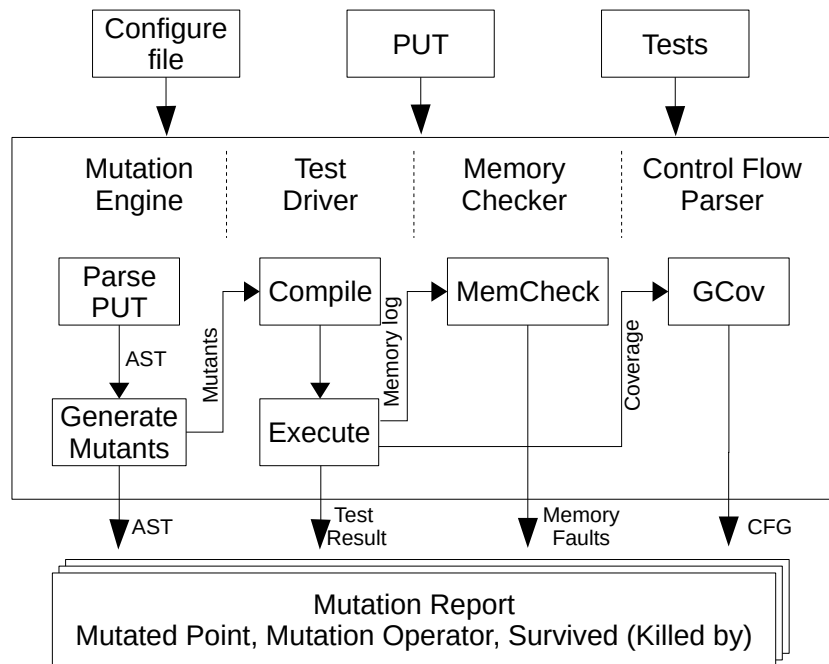 Configure
file
PUT
Tests
Mutation
Engine
Test
Driver
Memory
Checker
Control Flow
Parser
Parse
PUT
Compile
MemCheck
GCov
AST
Mutants
Memory log
Coverage
Generate
Mutants
Execute
AST
Test
Result
Memory
Faults
CFG
Mutation Report
Mutated Point, Mutation Operator, Survived (Killed by)